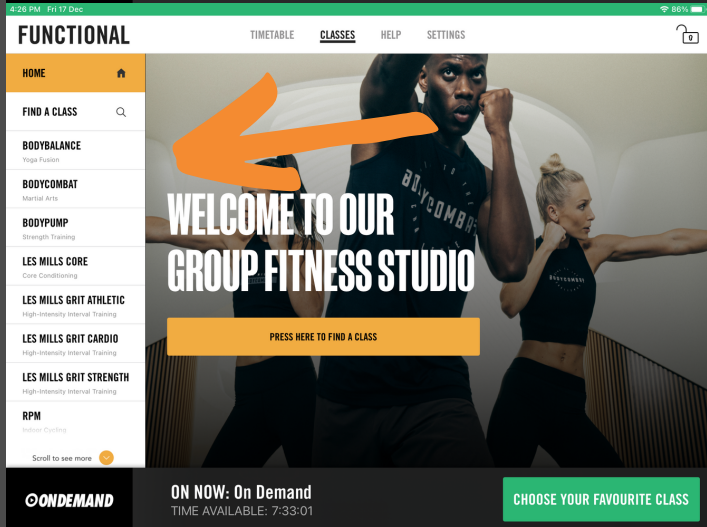 4:26 PM Fri 17 Dec
86%
FUNCTIONAL
TIMETABLE
CLASSES
HELP
SETTINGS
HOME
FIND A CLASS
BODYBALANCE
Yoga Fusion
BODYCOMBAT
Martial Arts
BODYPUMP
Strength Training
LES MILLS CORE
Core Conditioning
LES MILLS GRIT ATHLETIC
High-Intensity Interval Training
LES MILLS GRIT CARDIO
High-Intensity Interval Training
LES MILLS GRIT STRENGTH
High-Intensity Interval Training
RPM
Indoor Cycling
Scroll to see more
BODYCOMBAT
BODYCOMBAT
WELCOME TO OUR
GROUP FITNESS STUDIO
PRESS HERE TO FIND A CLASS
ONDEMAND
ON NOW: On Demand
TIME AVAILABLE: 7:33:01
CHOOSE YOUR FAVOURITE CLASS